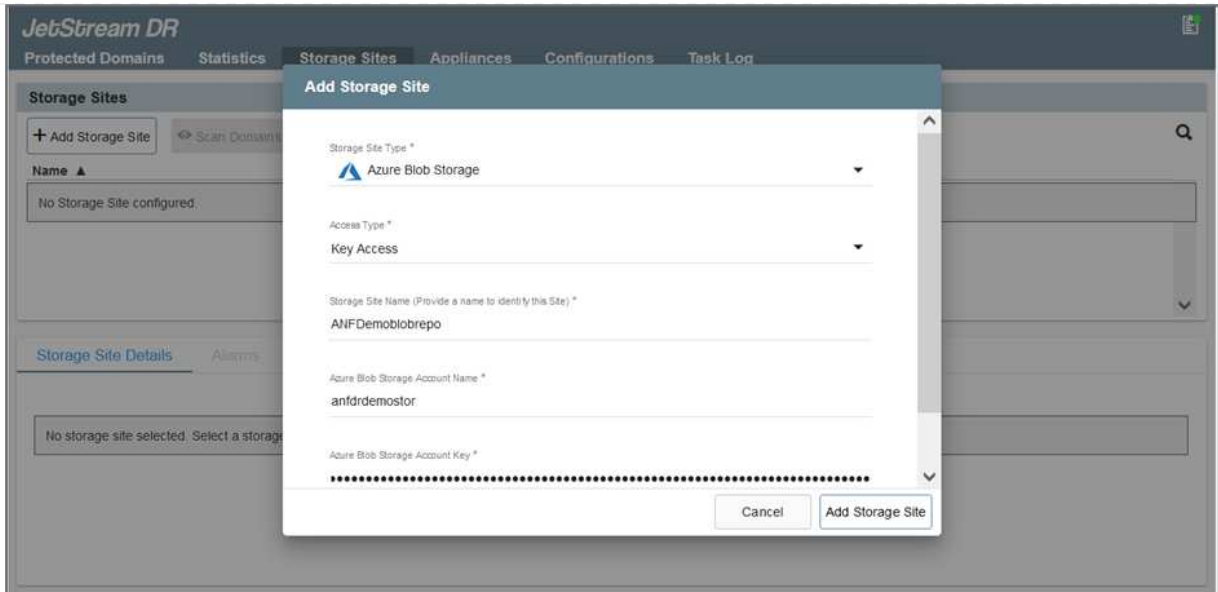 JetStream DR
Protected Domains Statistics Storage Sites Appliances Configurations Task Log
Storage Sites
Add Storage Site
+ Add Storage Site Scan Domains
Name ▲
No Storage Site configured.
Storage Site Type *
Azure Blob Storage
Access Type *
Key Access
Storage Site Name (Provide a name to identify this Site) *
ANFDemoblobrepo
Storage Site Details Alarms
Azure Blob Storage Account Name *
anfdrdemostor
No storage site selected. Select a storage
Azure Blob Storage Account Key *
Cancel Add Storage Site